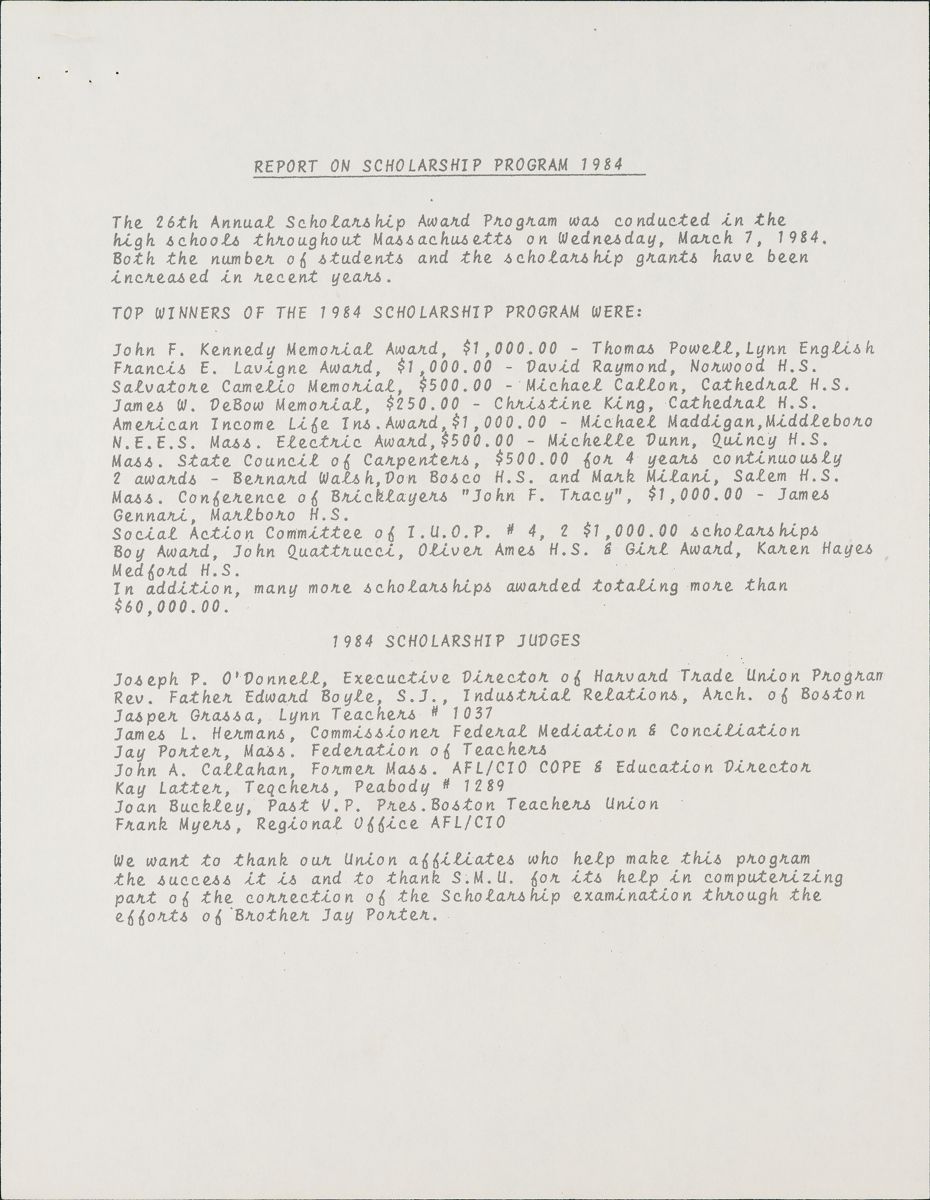 REPORT ON SCHOLARSHIP PROGRAM 1984
The 26th Annual Scholarship Award Program was conducted in the
high schools throughout Massachusetts on Wednesday, March 7, 1984.
Both the number of students and the scholarship grants have been
increased in recent years.
TOP WINNERS OF THE 1984 SCHOLARSHIP PROGRAM WERE:
John F. Kennedy Memorial Award, $1,000.00 - Thomas Powell,Lynn English
Francis E. Lavigne Award, $1,000.00 - David Raymond, Norwood H.S.
Salvatore Camelio Memorial, $500.00 - Michael Callon, Cathedral H.S.
James W. DeBow Memorial, $250.00 - Christine King, Cathedral H.S.
American Income Life Ins.Award,$1,000.00 - Michael Maddigan,Middleboro
N.E.E.S. Mass. Electric Award,$500.00 - Michelle Dunn, Quincy H.S.
Mass. State Council of Carpenters, $500.00 for 4 years continuously
2 awards - Bernard Walsh,Don Bosco H.S. and Mark Milani, Salem H.S.
Mass. Conference of Bricklayers "John F. Tracy", $1,000.00 - James
Gennari, Marlboro H.S.
Social Action Committee of I.U.O.P. # 4, 2 $1,000.00 scholarships
Boy Award, John Quattrucci, Oliver Ames H.S. & Girl Award, Karen Hayes
Medford H.S.
In addition, many more scholarships awarded totaling more than
$60,000.00.
1984 SCHOLARSHIP JUDGES
Joseph P. O'Donnell, Execuctive Director of Harvard Trade Union Program
Rev. Father Edward Boyle, S.J., Industrial Relations, Arch. of Boston
Jasper Grassa, Lynn Teachers # 1037
James L. Hermans, Commissioner Federal Mediation & Conciliation
Jay Porter, Mass. Federation of Teachers
John A. Callahan, Former Mass. AFL/CIO COPE & Education Director
Kay Latter, Teqchers, Peabody # 1289
Joan Buckley, Past V.P. Pres.Boston Teachers Union
Frank Myers, Regional Office AFL/CIO
We want to thank our Union affiliates who help make this program
the success it is and to thank S.M.U. for its help in computerizing
part of the correction of the Scholarship examination through the
efforts of Brother Jay Porter.